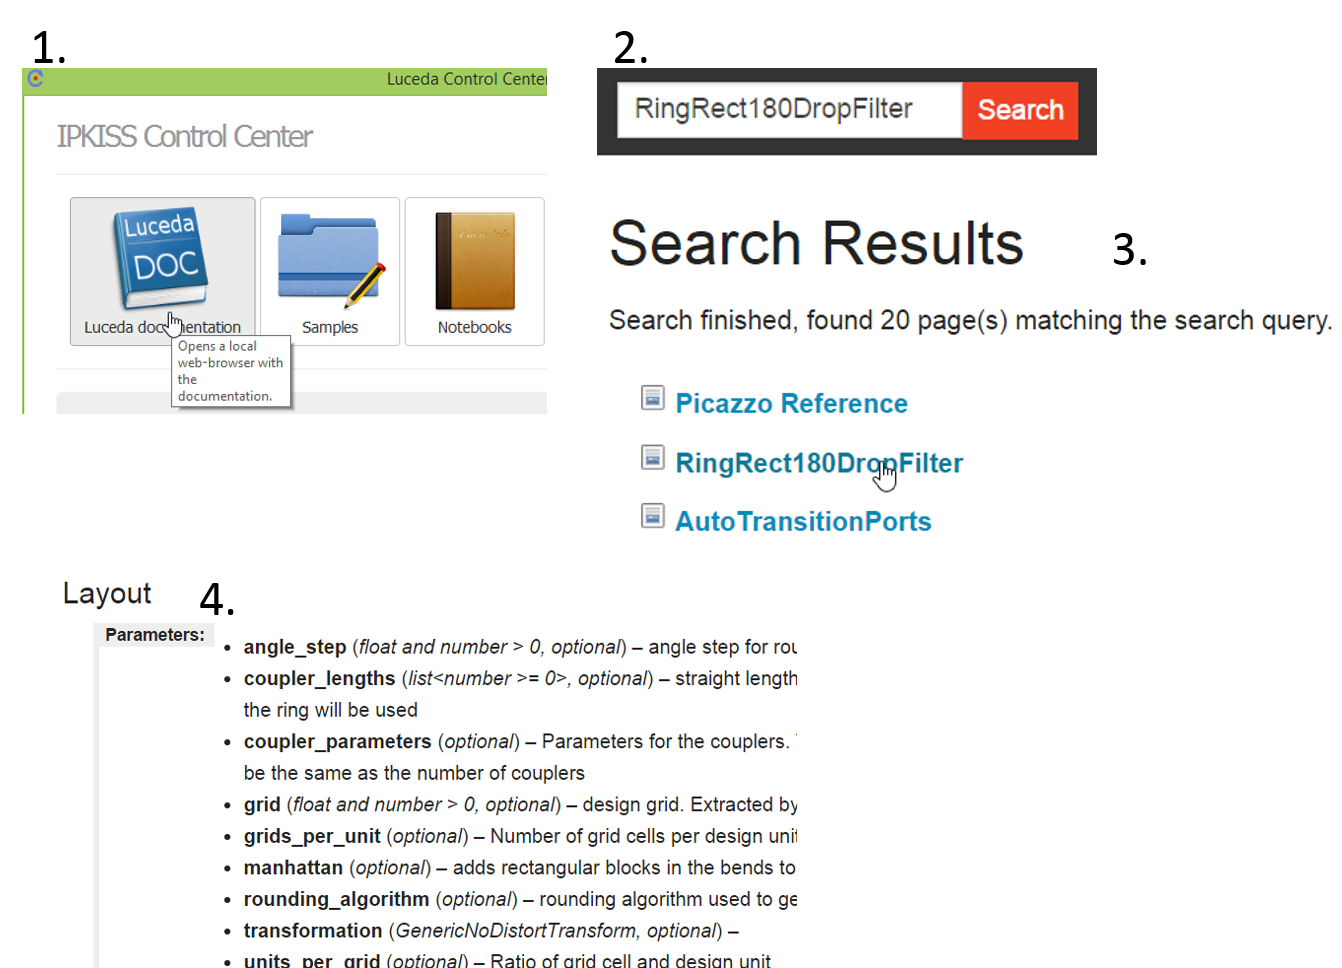 1.
Luceda Control Cente
IPKISS Control Center
Luceda
DOC
Luceda documentation
Samples
Notebooks
Opens a local
web-browser with
the
documentation.
2.
RingRect180DropFilter
Search
Search Results
3.
Search finished, found 20 page(s) matching the search query.
Picazzo Reference
RingRect180DropFilter
AutoTransitionPorts
Layout
4.
Parameters:
• angle_step (float and number > 0, optional) – angle step for rou
• coupler_lengths (list<number >= 0>, optional) – straight length
the ring will be used
• coupler_parameters (optional) – Parameters for the couplers.
be the same as the number of couplers
• grid (float and number > 0, optional) – design grid. Extracted by
• grids_per_unit (optional) – Number of grid cells per design unit
• manhattan (optional) – adds rectangular blocks in the bends to
• rounding_algorithm (optional) – rounding algorithm used to ge
• transformation (GenericNoDistortTransform, optional) –
• units_per_grid (optional) – Ratio of grid cell and design unit